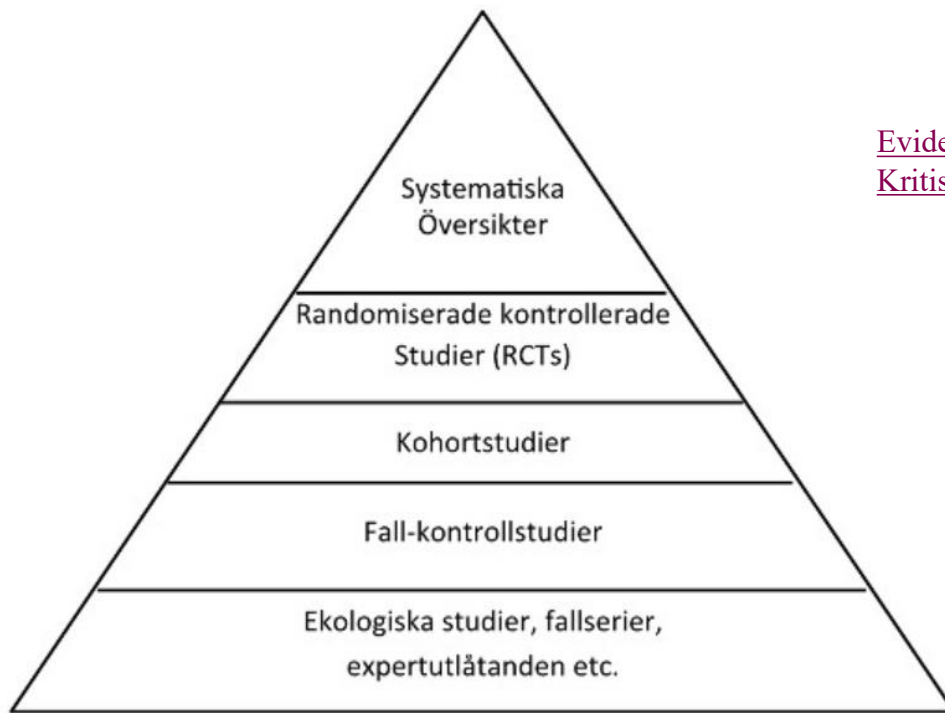 Systematiska
Översikter
Randomiserade kontrollerade
Studier (RCTs)
Kohortstudier
Fall-kontrollstudier
Ekologiska studier, fallserier,
expertutlåtanden etc.
Evide
Kritis